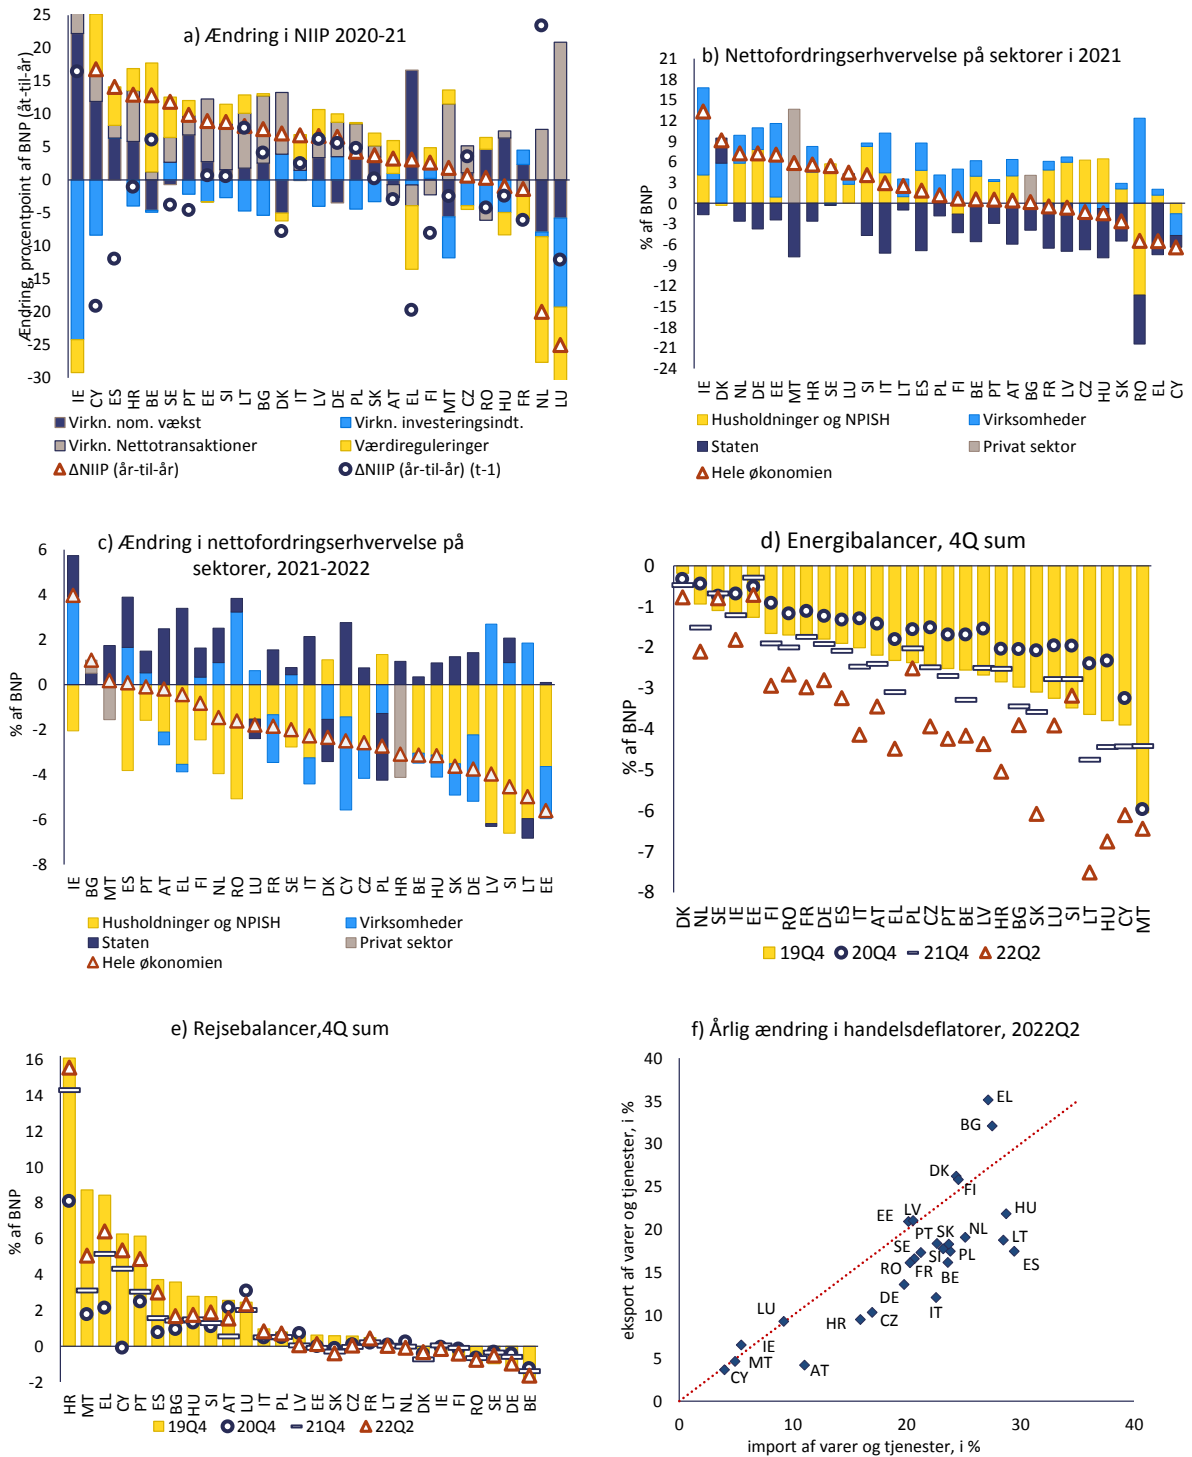 a) Ændring i NIIP 2020-21
Ændring, procentpoint af BNP (åt-til-år)
25
20
15
10
5
0
-5
-10
-15
-20
-25
-30
IE CY ES HR BE SE PT EE SI LT BG DK IT LV DE PL SK AT EL FI MT CZ RO HU FR NL LU
Virkn. nom. vækst
Virkn. investeringsindt.
Virkn. Nettotransaktioner
Værdireguleringer
ΔNIIP (år-til-år)
ΔNIIP (år-til-år) (t-1)
b) Nettofordringserhvervelse på sektorer i 2021
% af BNP
21
18
15
12
9
6
3
0
-3
-6
-9
-12
-15
-18
-21
-24
IE DK NL DE EE MT HR SE LU SI IT LT ES PL FI BE PT AT BG FR LV CZ HU SK RO EL CY
Husholdninger og NPISH
Virksomheder
Staten
Privat sektor
Hele økonomien
c) Ændring i nettofordringserhvervelse på
sektorer, 2021-2022
% af BNP
6
4
2
0
-2
-4
-6
-8
IE BG MT ES PT AT EL FI NL RO LU FR SE IT DK CY CZ PL HR BE HU SK DE LV SI LT EE
Husholdninger og NPISH
Virksomheder
Staten
Privat sektor
Hele økonomien
d) Energibalancer, 4Q sum
% af BNP
0
-1
-2
-3
-4
-5
-6
-7
-8
DK NL SE IE EE FI RO FR DE ES IT AT EL PL CZ PT BE LV HR BG SK LU SI LT HU CY MT
19Q4 20Q4 21Q4 22Q2
e) Rejsebalancer,4Q sum
% af BNP
16
14
12
10
8
6
4
2
0
-2
HR MT EL CY PT ES BG HU SI AT LU IT PL LV EE SK CZ FR LT NL DK IE FI RO SE DE BE
19Q4 20Q4 21Q4 22Q2
f) Årlig ændring i handelsdeflatorer, 2022Q2
eksport af varer og tjenester, i %
40
35
30
25
20
15
10
5
0
EL
BG
DK
FI
HU
EE LV
PT SK NL
LT
SE SI PL ES
RO FR BE
DE
IT
LU
HR CZ
IE
MT
CY AT
0 10 20 30 40
import af varer og tjenester, i %